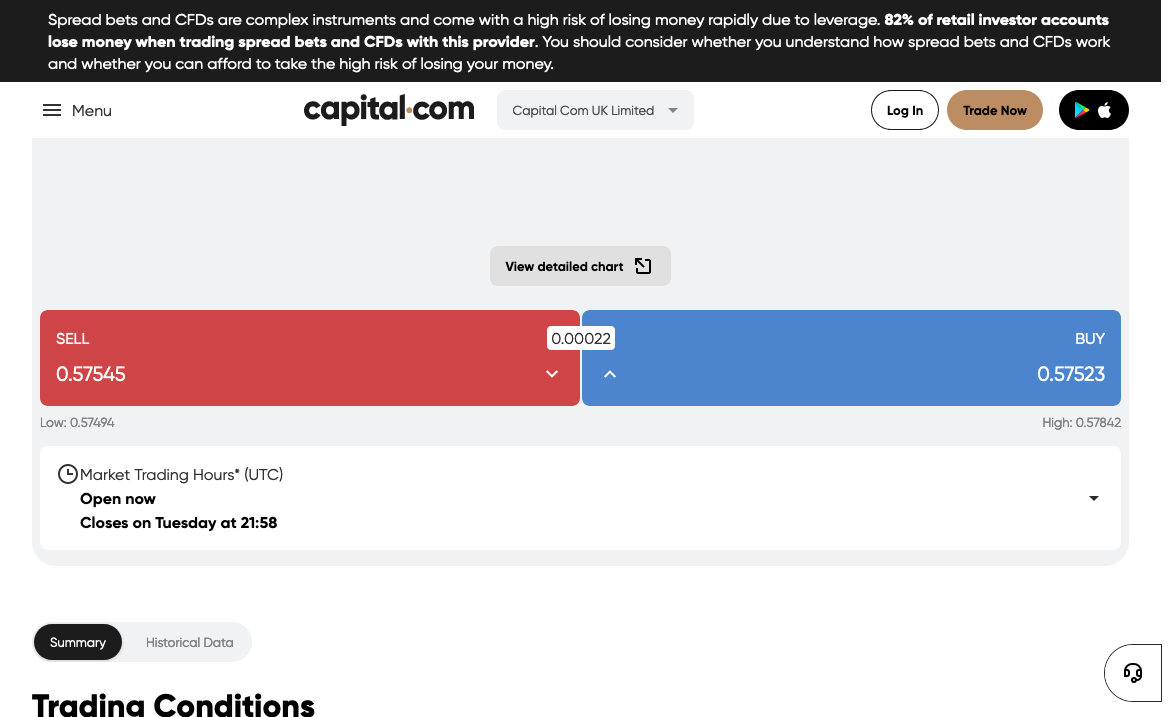 Spread bets and CFDs are complex instruments and come with a high risk of losing money rapidly due to leverage. 82% of retail investor accounts
lose money when trading spread bets and CFDs with this provider. You should consider whether you understand how spread bets and CFDs work
and whether you can afford to take the high risk of losing your money.
Menu
capital.com
Capital Com UK Limited
Log In
Trade Now
View detailed chart
SELL
0.00022
BUY
0.57545
0.57523
Low: 0.57494
High: 0.57842
Market Trading Hours* (UTC)
Open now
Closes on Tuesday at 21:58
Summary
Historical Data
Trading Conditions